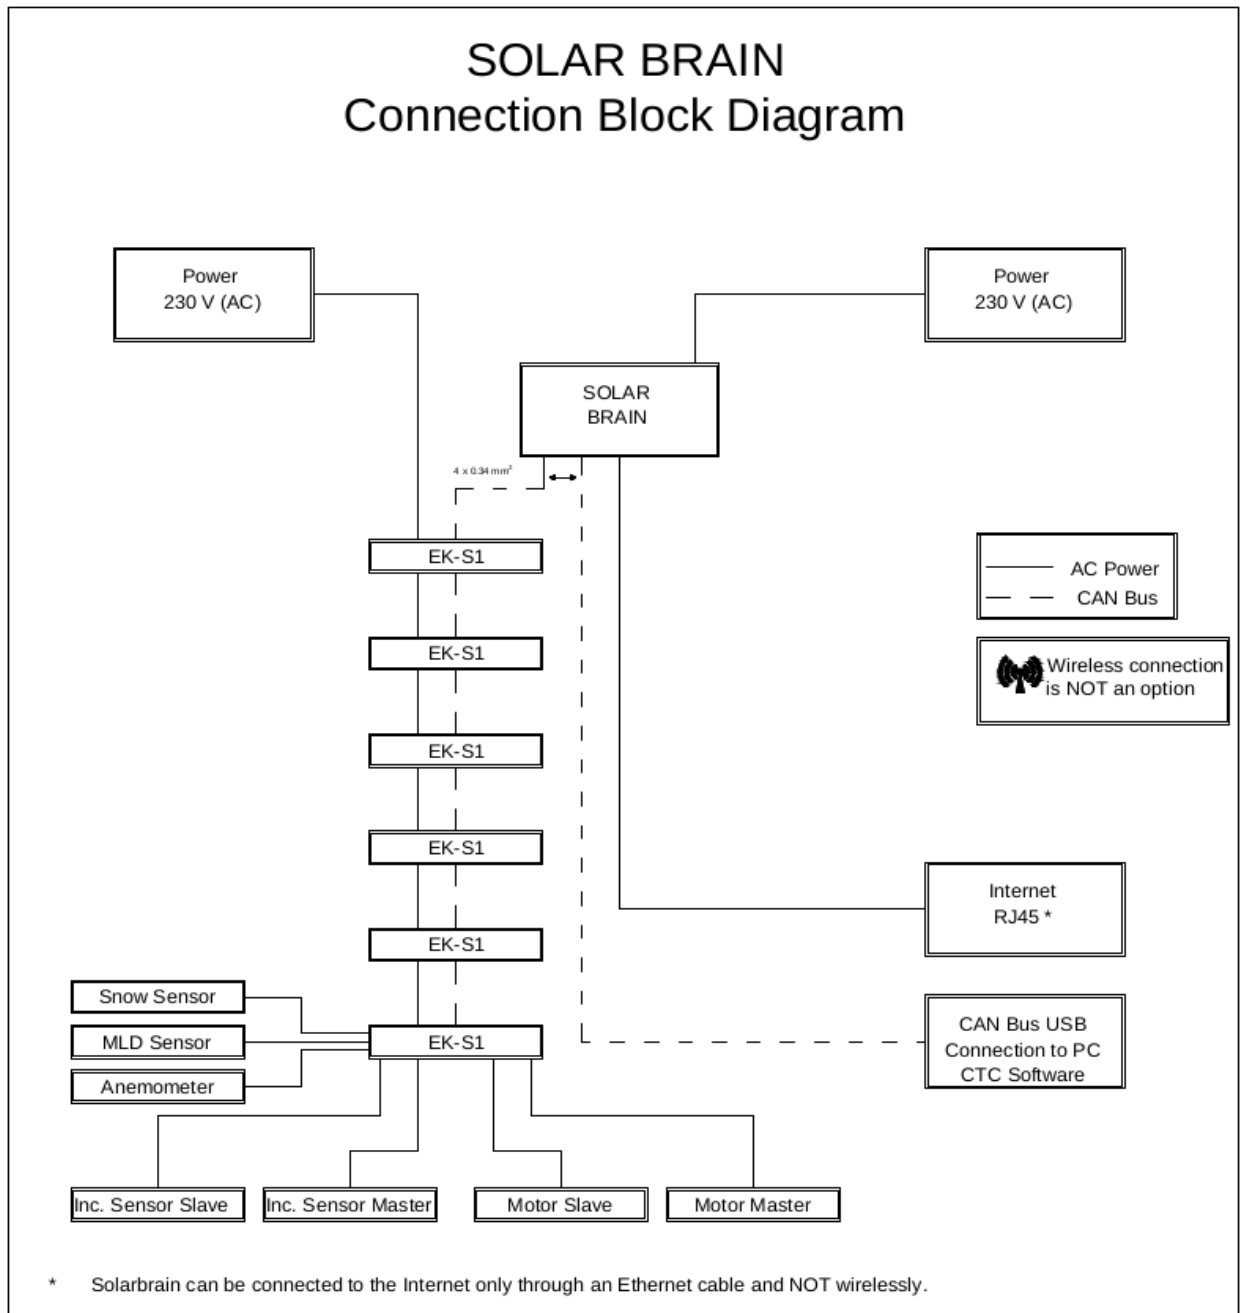 SOLAR BRAIN
Connection Block Diagram
Power
230 V (AC)
Power
230 V (AC)
SOLAR
BRAIN
4 x 0.34 mm²
EK-S1
EK-S1
EK-S1
EK-S1
EK-S1
EK-S1
AC Power
CAN Bus
Wireless connection
is NOT an option
Internet
RJ45 *
CAN Bus USB
Connection to PC
CTC Software
Snow Sensor
MLD Sensor
Anemometer
Inc. Sensor Slave
Inc. Sensor Master
Motor Slave
Motor Master
* Solarbrain can be connected to the Internet only through an Ethernet cable and NOT wirelessly.